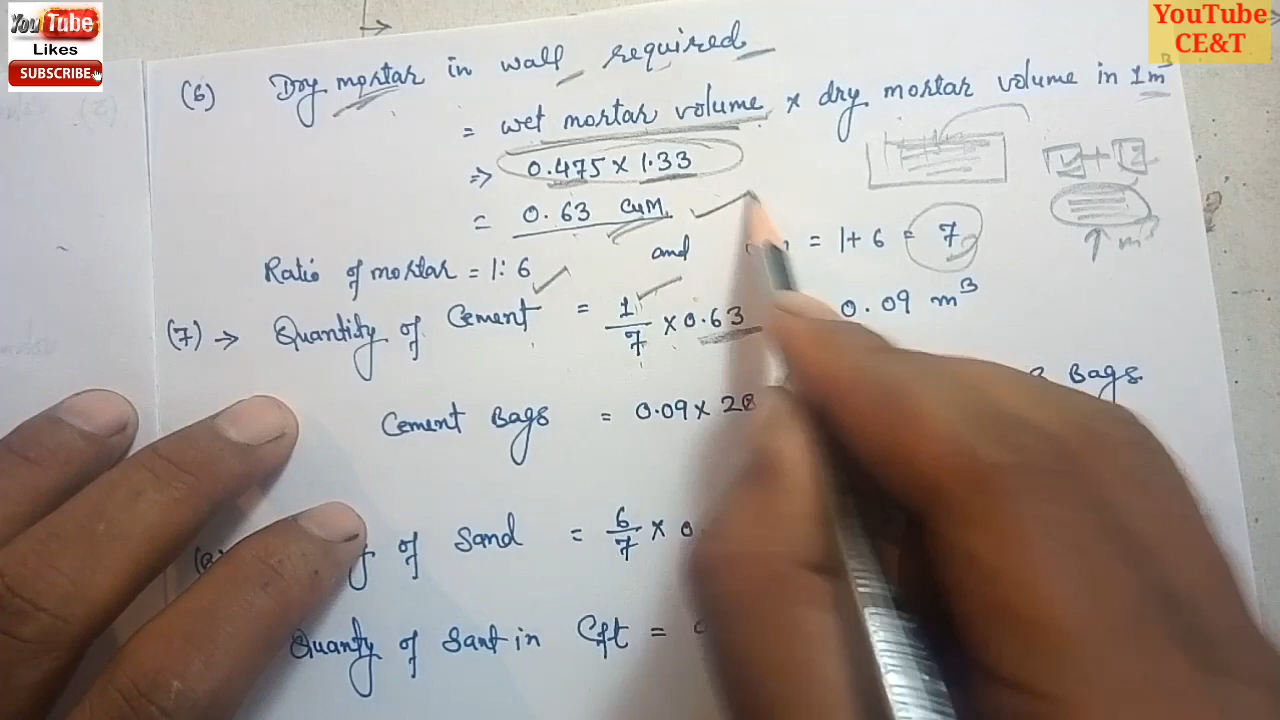 YouTube
Likes
SUBSCRIBE
YouTube
CE&T
(6) Dry mortar in wall required
= wet mortar volume × dry mortar volume in 1m³
⇒ 0.475 × 1.33
= 0.63 CuM
and = 1+ 6 = 7
Ratio of mortar = 1: 6
(7) → Quantity of Cement = 1/7 × 0.63 0.09 m³
Cement Bags = 0.09 × 28 Bags
of Sand = 6/7 × 0.
Quanty of Sant in Cft =